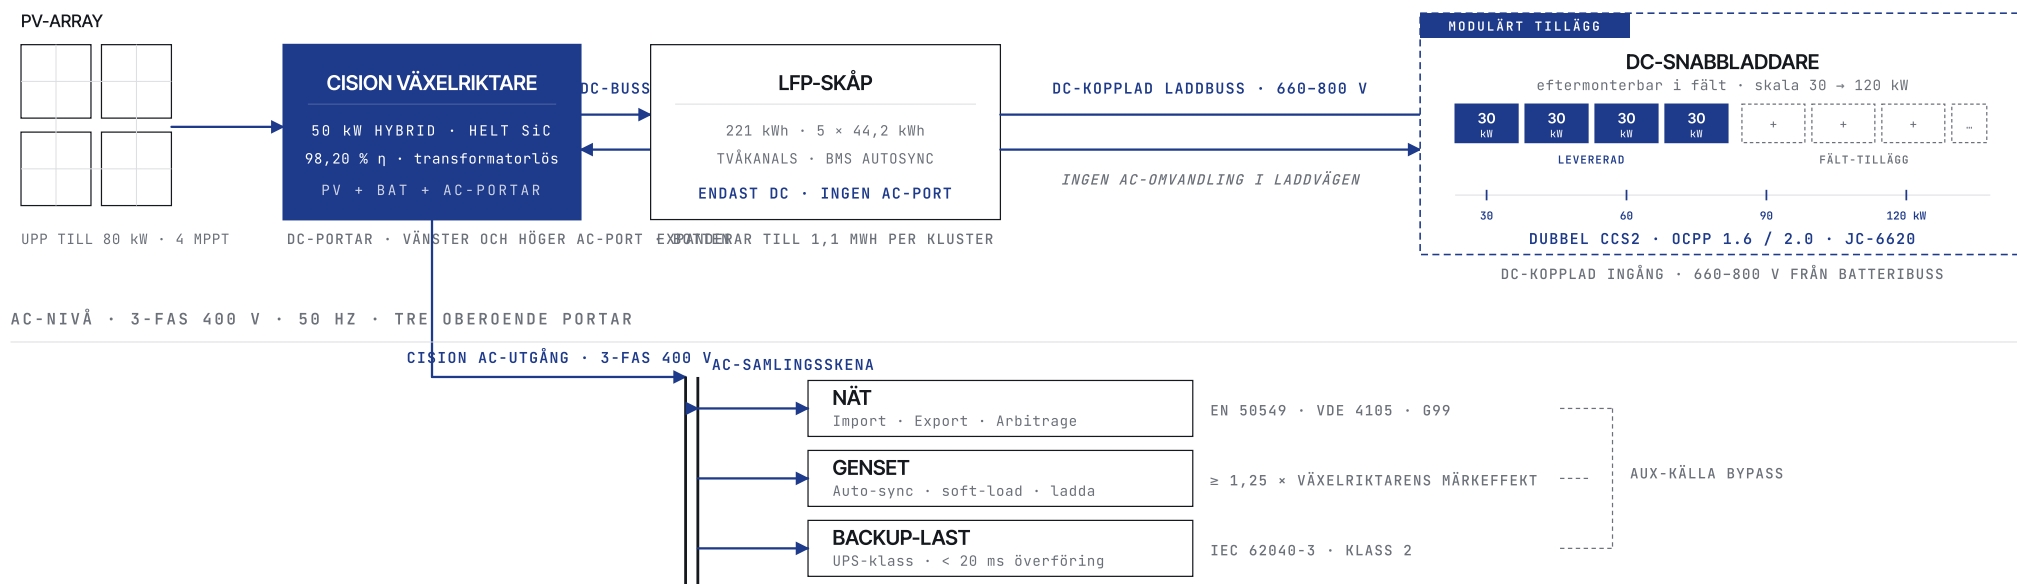 PV-ARRAY
UPP TILL 80 kW · 4 MPPT
CISION VÄXELRIKTARE
50 kW HYBRID · HELT SiC
98,20 % η · transformatorlös
PV + BAT + AC-PORTAR
DC-PORTAR · VÄNSTER OCH HÖGER AC-PORT · BOTTEN
DC-BUSS
LFP-SKÅP
221 kWh · 5 × 44,2 kWh
TVÅKANALS · BMS AUTOSYNC
ENDAST DC · INGEN AC-PORT
EXPANDERAR TILL 1,1 MWH PER KLUSTER
DC-KOPPLAD LADDBUSS · 660–800 V
INGEN AC-OMVANDLING I LADDVÄGEN
MODULÄRT TILLÄGG
DC-SNABBLADDARE
eftermonterbar i fält · skala 30 → 120 kW
30 30 30 30
kW kW kW kW
+ + + …
LEVERERAD FÄLT-TILLÄGG
30 60 90 120 kW
DUBBEL CCS2 · OCPP 1.6 / 2.0 · JC-6620
DC-KOPPLAD INGÅNG · 660–800 V FRÅN BATTERIBUSS
AC-NIVÅ · 3-FAS 400 V · 50 HZ · TRE OBEROENDE PORTAR
CISION AC-UTGÅNG · 3-FAS 400 V
AC-SAMLINGSSKENA
NÄT
Import · Export · Arbitrage
EN 50549 · VDE 4105 · G99
GENSET
Auto-sync · soft-load · ladda
≥ 1,25 × VÄXELRIKTARENS MÄRKEFFEKT
AUX-KÄLLA BYPASS
BACKUP-LAST
UPS-klass · < 20 ms överföring
IEC 62040-3 · KLASS 2